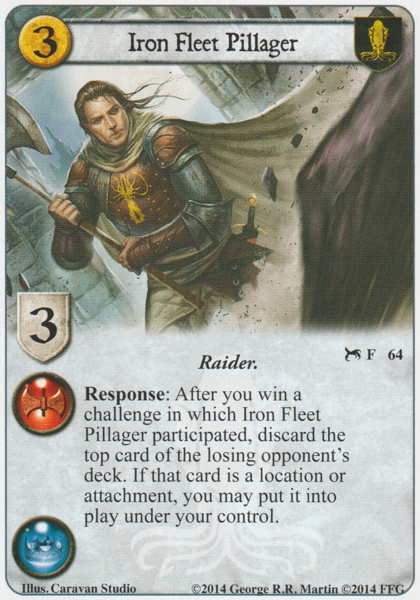 3
Iron Fleet Pillager
3
Raider.
F 64
Response: After you win a
challenge in which Iron Fleet
Pillager participated, discard the
top card of the losing opponent's
deck. If that card is a location or
attachment, you may put it into
play under your control.
Illus. Caravan Studio
©2014 George R.R. Martin ©2014 FFG